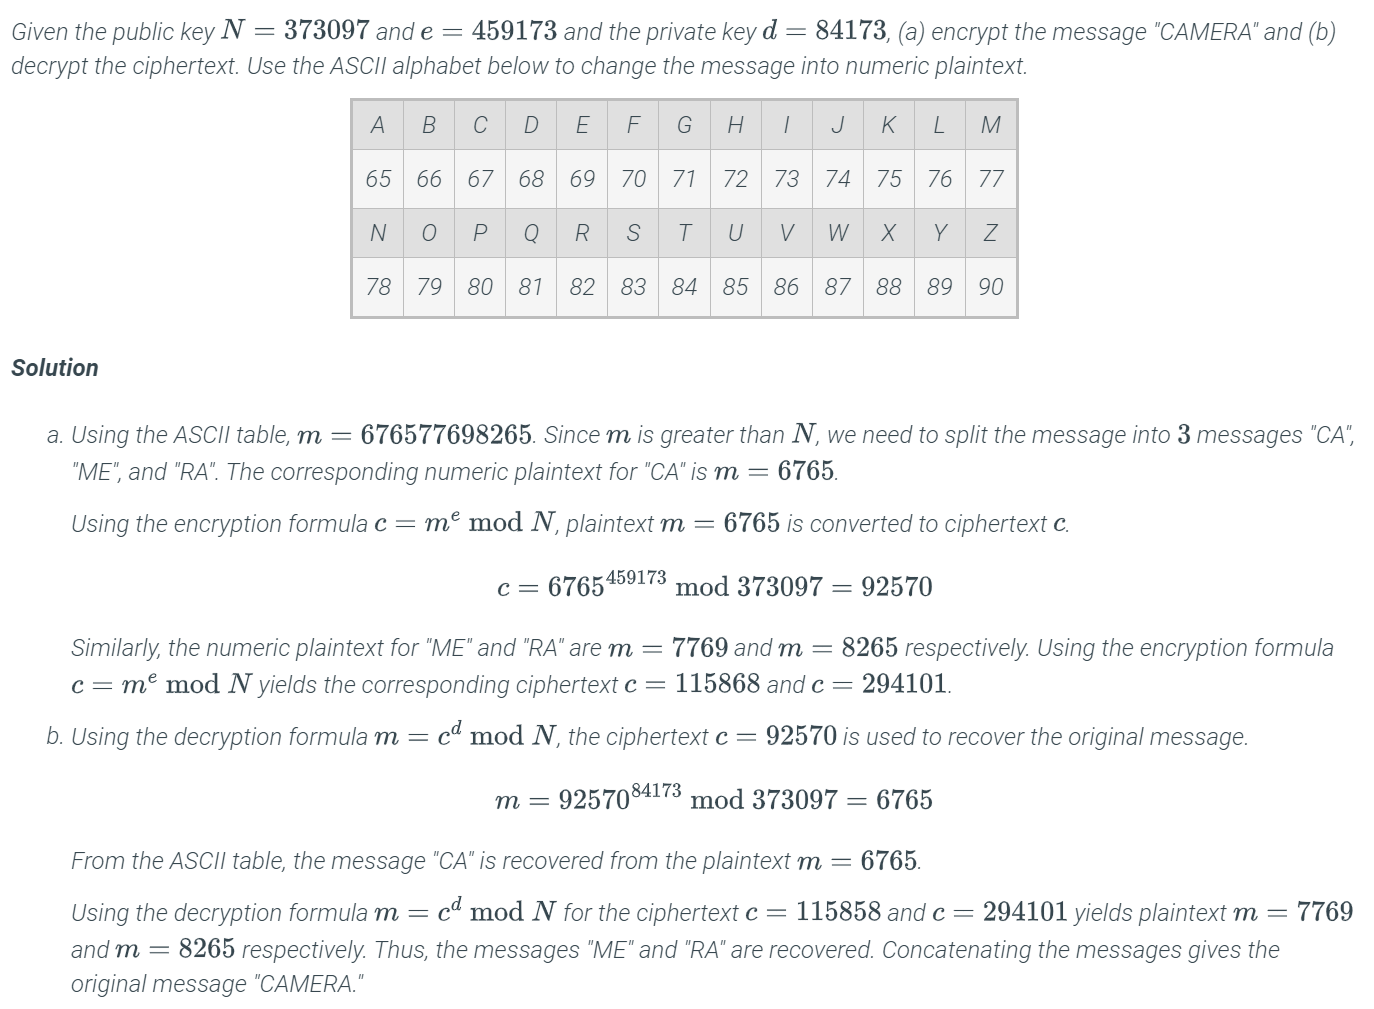 Given the public key N = 373097 and e = 459173 and the private key d = 84173, (a) encrypt the message "CAMERA" and (b)
decrypt the ciphertext. Use the ASCII alphabet below to change the message into numeric plaintext.
A B C D E F G H I J K L M
65 66 67 68 69 70 71 72 73 74 75 76 77
N O P Q R S T U V W X Y Z
78 79 80 81 82 83 84 85 86 87 88 89 90
Solution
a. Using the ASCII table, m = 676577698265. Since m is greater than N, we need to split the message into 3 messages "CA",
"ME", and "RA". The corresponding numeric plaintext for "CA" is m = 6765.
Using the encryption formula c = m^e mod N, plaintext m = 6765 is converted to ciphertext c.
c = 6765^459173 mod 373097 = 92570
Similarly, the numeric plaintext for "ME" and "RA" are m = 7769 and m = 8265 respectively. Using the encryption formula
c = m^e mod N yields the corresponding ciphertext c = 115868 and c = 294101.
b. Using the decryption formula m = c^d mod N, the ciphertext c = 92570 is used to recover the original message.
m = 92570^84173 mod 373097 = 6765
From the ASCII table, the message "CA" is recovered from the plaintext m = 6765.
Using the decryption formula m = c^d mod N for the ciphertext c = 115858 and c = 294101 yields plaintext m = 7769
and m = 8265 respectively. Thus, the messages "ME" and "RA" are recovered. Concatenating the messages gives the
original message "CAMERA."